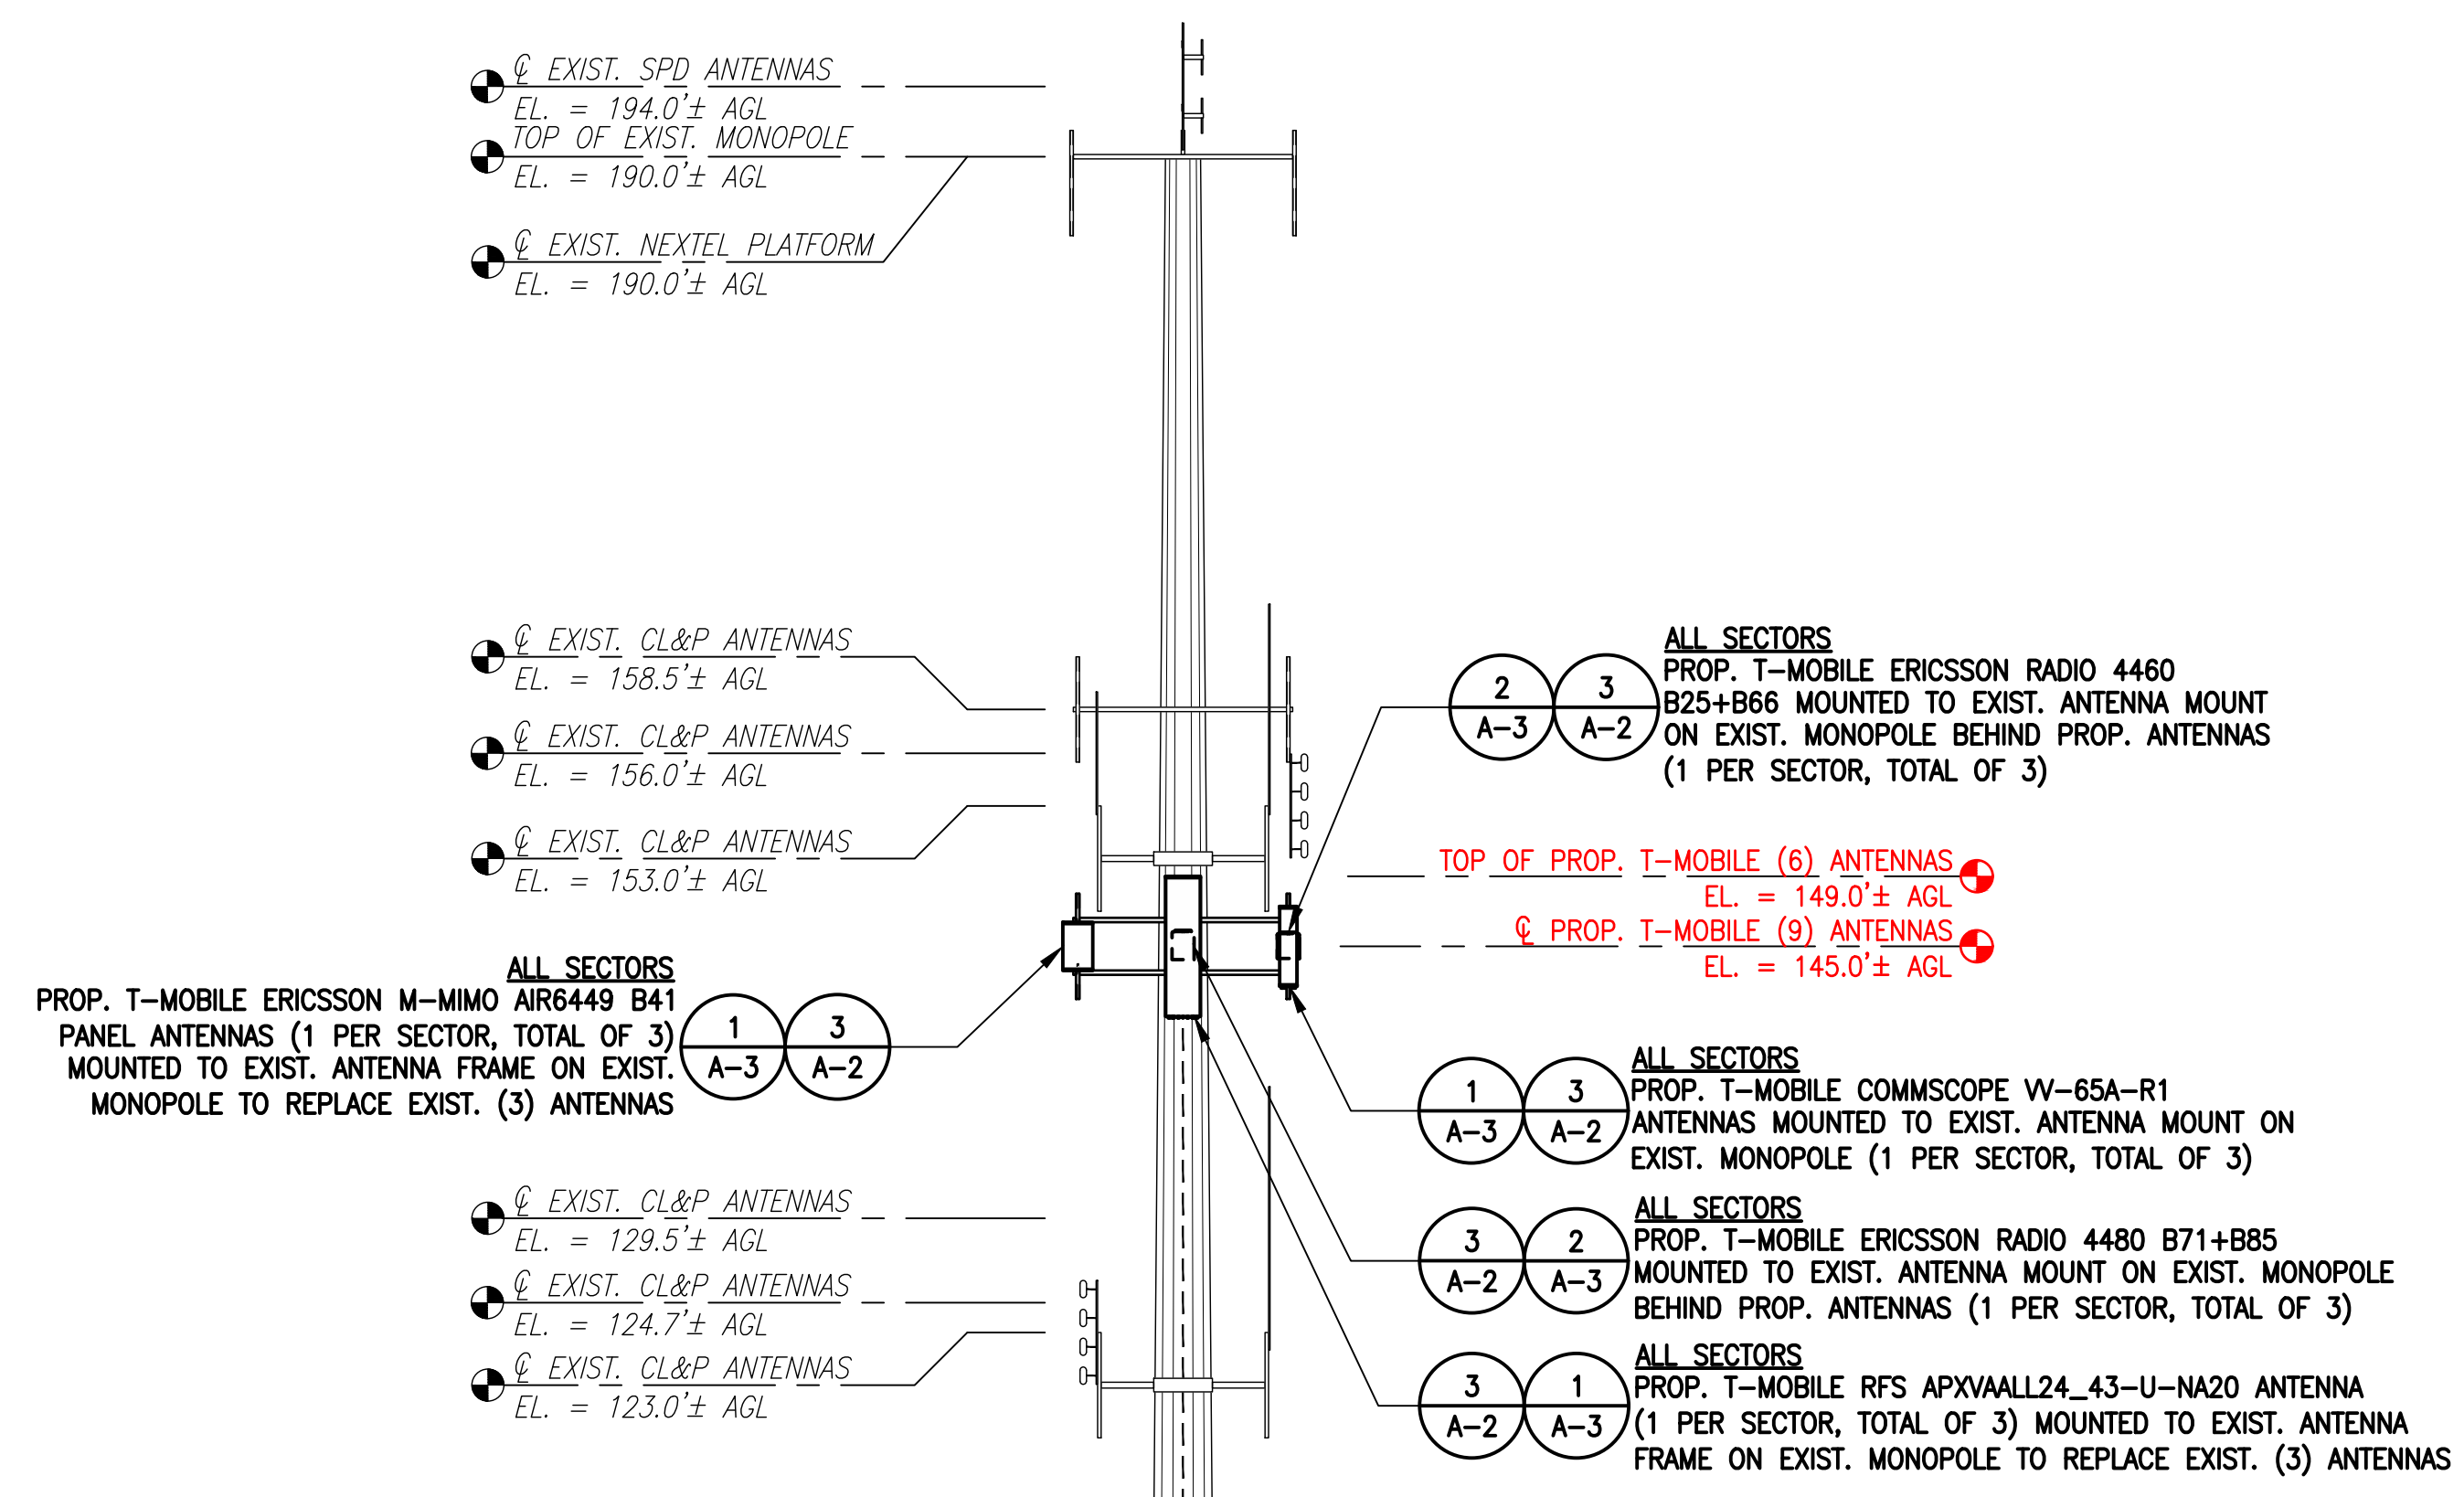 ℄ EXIST. SPD ANTENNAS
EL. = 194.0'± AGL
TOP OF EXIST. MONOPOLE
EL. = 190.0'± AGL
℄ EXIST. NEXTEL PLATFORM
EL. = 190.0'± AGL
℄ EXIST. CL&P ANTENNAS
EL. = 158.5'± AGL
℄ EXIST. CL&P ANTENNAS
EL. = 156.0'± AGL
℄ EXIST. CL&P ANTENNAS
EL. = 153.0'± AGL
ALL SECTORS
PROP. T-MOBILE ERICSSON M-MIMO AIR6449 B41
PANEL ANTENNAS (1 PER SECTOR, TOTAL OF 3)
MOUNTED TO EXIST. ANTENNA FRAME ON EXIST.
MONOPOLE TO REPLACE EXIST. (3) ANTENNAS
1 3
A-3 A-2
℄ EXIST. CL&P ANTENNAS
EL. = 129.5'± AGL
℄ EXIST. CL&P ANTENNAS
EL. = 124.7'± AGL
℄ EXIST. CL&P ANTENNAS
EL. = 123.0'± AGL
2 3
A-3 A-2
ALL SECTORS
PROP. T-MOBILE ERICSSON RADIO 4460
B25+B66 MOUNTED TO EXIST. ANTENNA MOUNT
ON EXIST. MONOPOLE BEHIND PROP. ANTENNAS
(1 PER SECTOR, TOTAL OF 3)
TOP OF PROP. T-MOBILE (6) ANTENNAS
EL. = 149.0'± AGL
℄ PROP. T-MOBILE (9) ANTENNAS
EL. = 145.0'± AGL
1 3
A-3 A-2
ALL SECTORS
PROP. T-MOBILE COMMSCOPE VV-65A-R1
ANTENNAS MOUNTED TO EXIST. ANTENNA MOUNT ON
EXIST. MONOPOLE (1 PER SECTOR, TOTAL OF 3)
3 2
A-2 A-3
ALL SECTORS
PROP. T-MOBILE ERICSSON RADIO 4480 B71+B85
MOUNTED TO EXIST. ANTENNA MOUNT ON EXIST. MONOPOLE
BEHIND PROP. ANTENNAS (1 PER SECTOR, TOTAL OF 3)
3 1
A-2 A-3
ALL SECTORS
PROP. T-MOBILE RFS APXVAALL24_43-U-NA20 ANTENNA
(1 PER SECTOR, TOTAL OF 3) MOUNTED TO EXIST. ANTENNA
FRAME ON EXIST. MONOPOLE TO REPLACE EXIST. (3) ANTENNAS